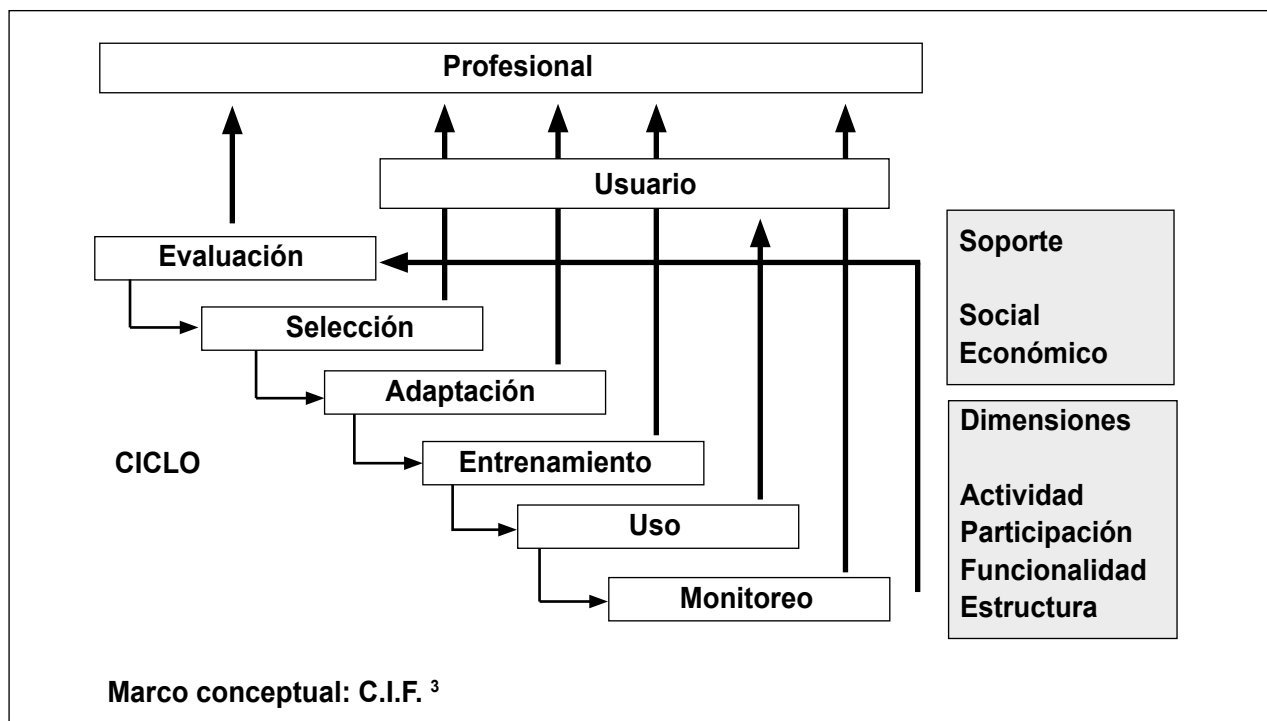 Profesional
Usuario
Evaluación
Selección
Adaptación
Entrenamiento
Uso
Monitoreo
CICLO
Soporte
Social
Económico
Dimensiones
Actividad
Participación
Funcionalidad
Estructura
Marco conceptual: C.I.F. ³